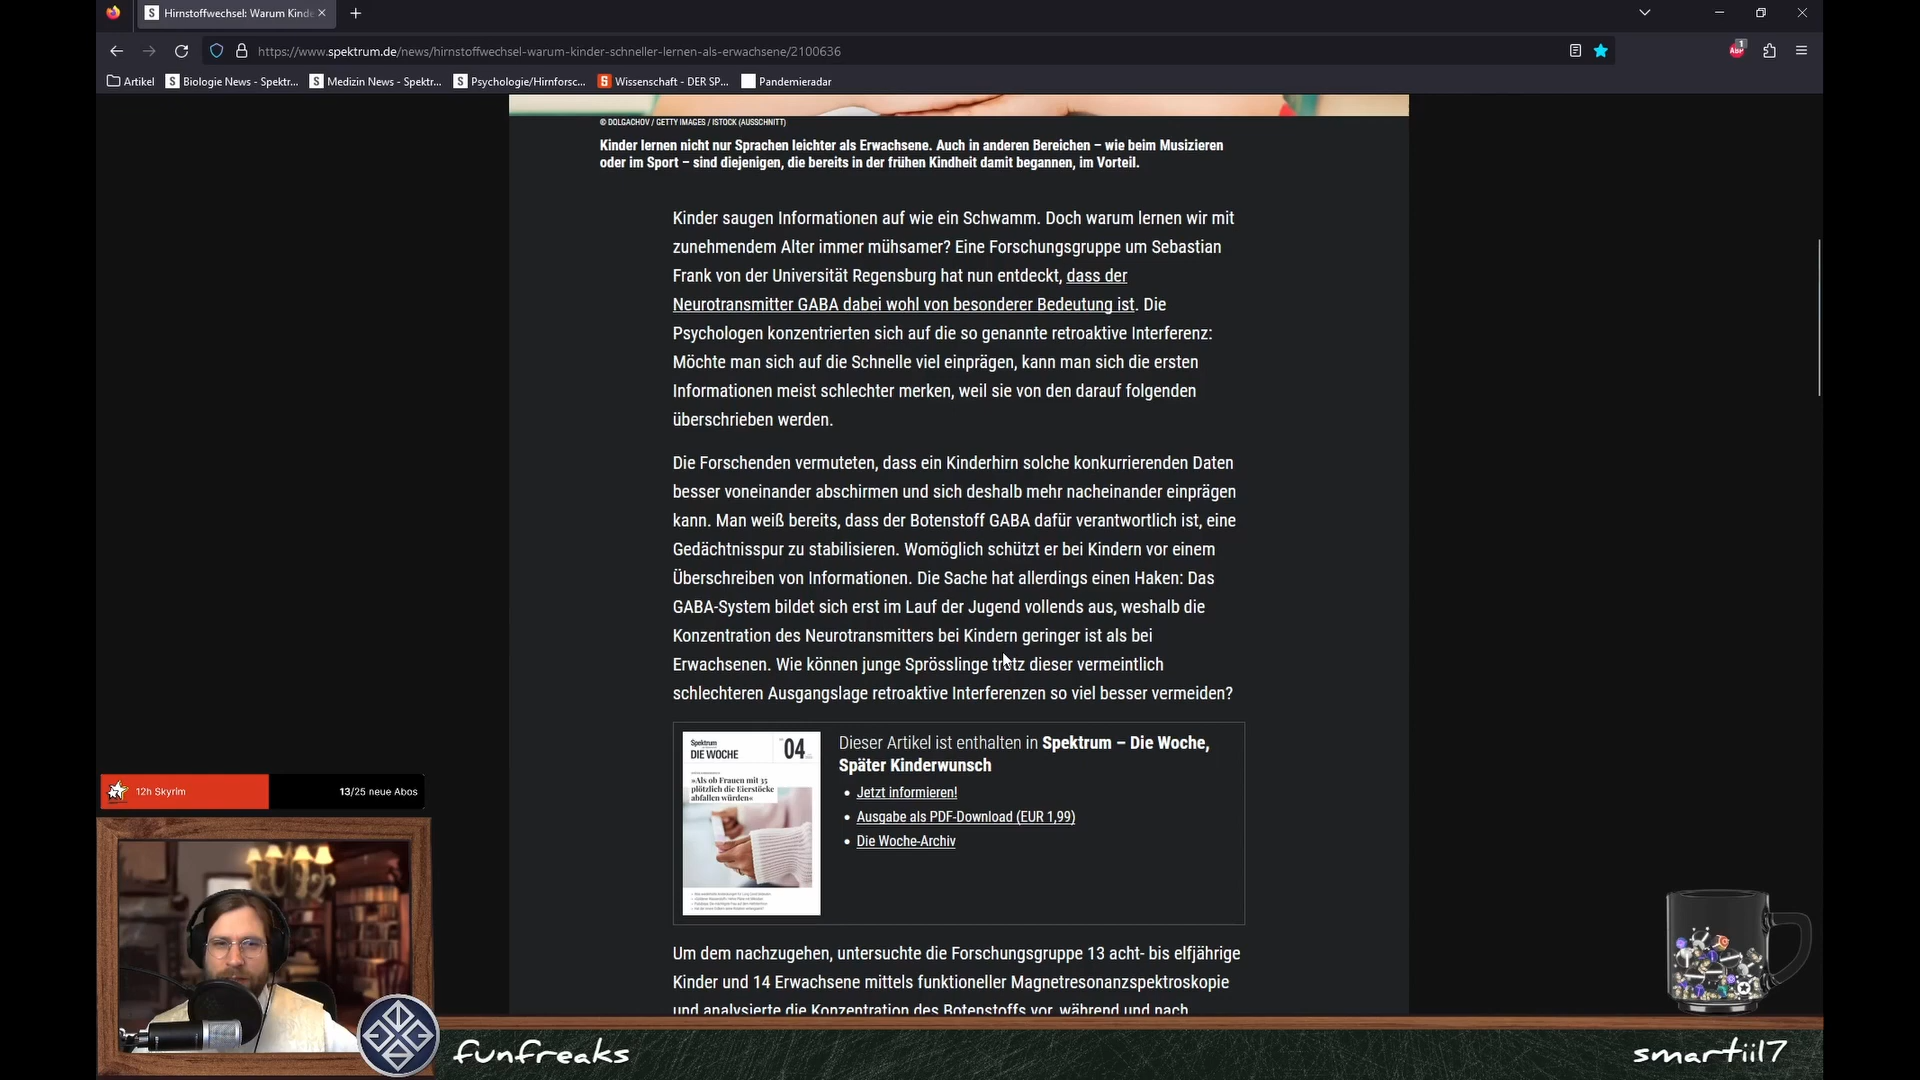 Hirnstoffwechsel: Warum Kinde
https://www.spektrum.de/news/hirnstoffwechsel-warum-kinder-schneller-lernen-als-erwachsene/2100636
1
ABP
Artikel
Biologie News - Spektr...
Medizin News - Spektr...
Psychologie/Hirnforsc...
Wissenschaft - DER SP...
Pandemieradar
© DOLGACHOV / GETTY IMAGES / ISTOCK (AUSSCHNITT)
Kinder lernen nicht nur Sprachen leichter als Erwachsene. Auch in anderen Bereichen – wie beim Musizieren
oder im Sport – sind diejenigen, die bereits in der frühen Kindheit damit begannen, im Vorteil.
Kinder saugen Informationen auf wie ein Schwamm. Doch warum lernen wir mit
zunehmendem Alter immer mühsamer? Eine Forschungsgruppe um Sebastian
Frank von der Universität Regensburg hat nun entdeckt, dass der
Neurotransmitter GABA dabei wohl von besonderer Bedeutung ist. Die
Psychologen konzentrierten sich auf die so genannte retroaktive Interferenz:
Möchte man sich auf die Schnelle viel einprägen, kann man sich die ersten
Informationen meist schlechter merken, weil sie von den darauf folgenden
überschrieben werden.
Die Forschenden vermuteten, dass ein Kinderhirn solche konkurrierenden Daten
besser voneinander abschirmen und sich deshalb mehr nacheinander einprägen
kann. Man weiß bereits, dass der Botenstoff GABA dafür verantwortlich ist, eine
Gedächtnisspur zu stabilisieren. Womöglich schützt er bei Kindern vor einem
Überschreiben von Informationen. Die Sache hat allerdings einen Haken: Das
GABA-System bildet sich erst im Lauf der Jugend vollends aus, weshalb die
Konzentration des Neurotransmitters bei Kindern geringer ist als bei
Erwachsenen. Wie können junge Sprösslinge trotz dieser vermeintlich
schlechteren Ausgangslage retroaktive Interferenzen so viel besser vermeiden?
Spektrum
DIE WOCHE
04
»Als ob Frauen mit 35
plötzlich die Eierstöcke
abfallen würden«
Dieser Artikel ist enthalten in Spektrum – Die Woche,
Später Kinderwunsch
Jetzt informieren!
Ausgabe als PDF-Download (EUR 1,99)
Die Woche-Archiv
Um dem nachzugehen, untersuchte die Forschungsgruppe 13 acht- bis elfjährige
Kinder und 14 Erwachsene mittels funktioneller Magnetresonanzspektroskopie
und analysierte die Konzentration des Botenstoffs vor, während und nach
12h Skyrim
13/25 neue Abos
funfreaks
smartii17